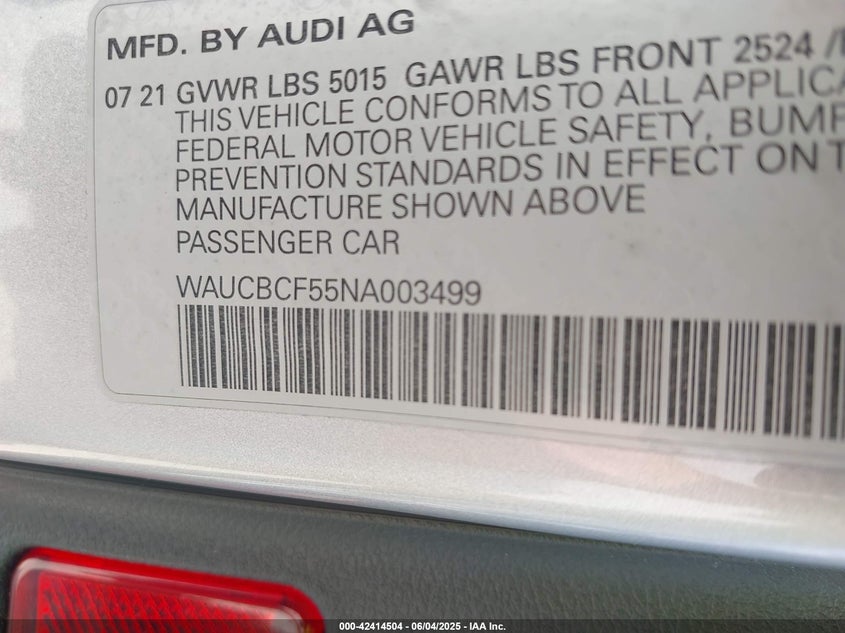 MFD. BY AUDI AG
07 21 GVWR LBS 5015 GAWR LBS FRONT 2524 /
THIS VEHICLE CONFORMS TO ALL APPLICA
FEDERAL MOTOR VEHICLE SAFETY, BUMP
PREVENTION STANDARDS IN EFFECT ON T
MANUFACTURE SHOWN ABOVE
PASSENGER CAR
WAUCBCF55NA003499
000-42414504 - 06/04/2025 - IAA Inc.